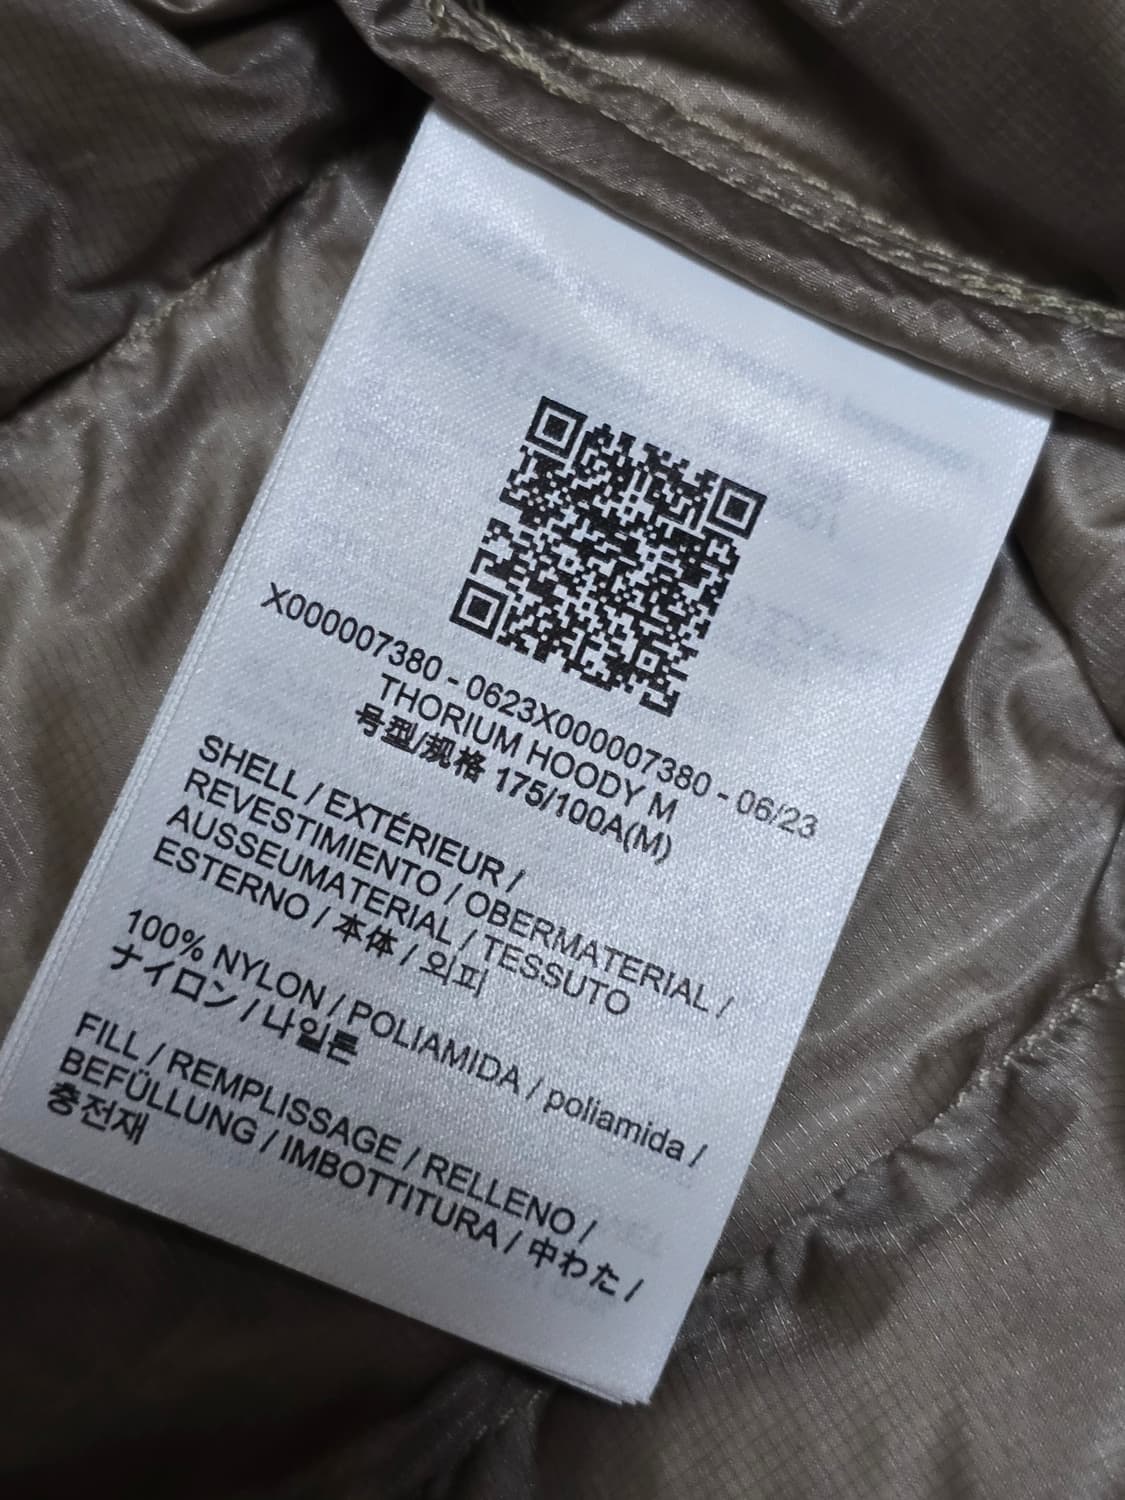 X000007380 - 0623X000007380 - 06/23
THORIUM HOODY M
号型/规格 175/100A(M)
SHELL / EXTÉRIEUR /
REVESTIMIENTO / OBERMATERIAL /
AUSSEUMATERIAL / TESSUTO
ESTERNO / 本体 / 외피
100% NYLON / POLIAMIDA / poliamida /
ナイロン / 나일론
FILL / REMPLISSAGE / RELLENO /
BEFÜLLUNG / IMBOTTITURA / 中わた /
충전재